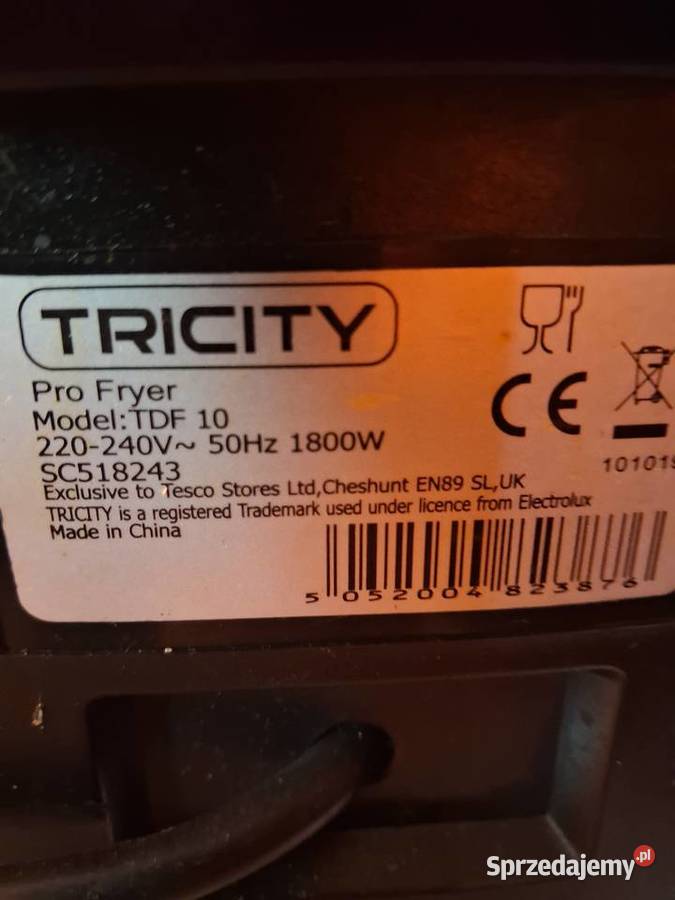 TRICITY
Pro Fryer
Model:TDF 10
220-240V~ 50Hz 1800W
SC518243
CE
Exclusive to Tesco Stores Ltd,Cheshunt EN89 SL,UK
TRICITY is a registered Trademark used under licence from Electrolux
Made in China
5 052004 823876
Sprzedajemy.pl